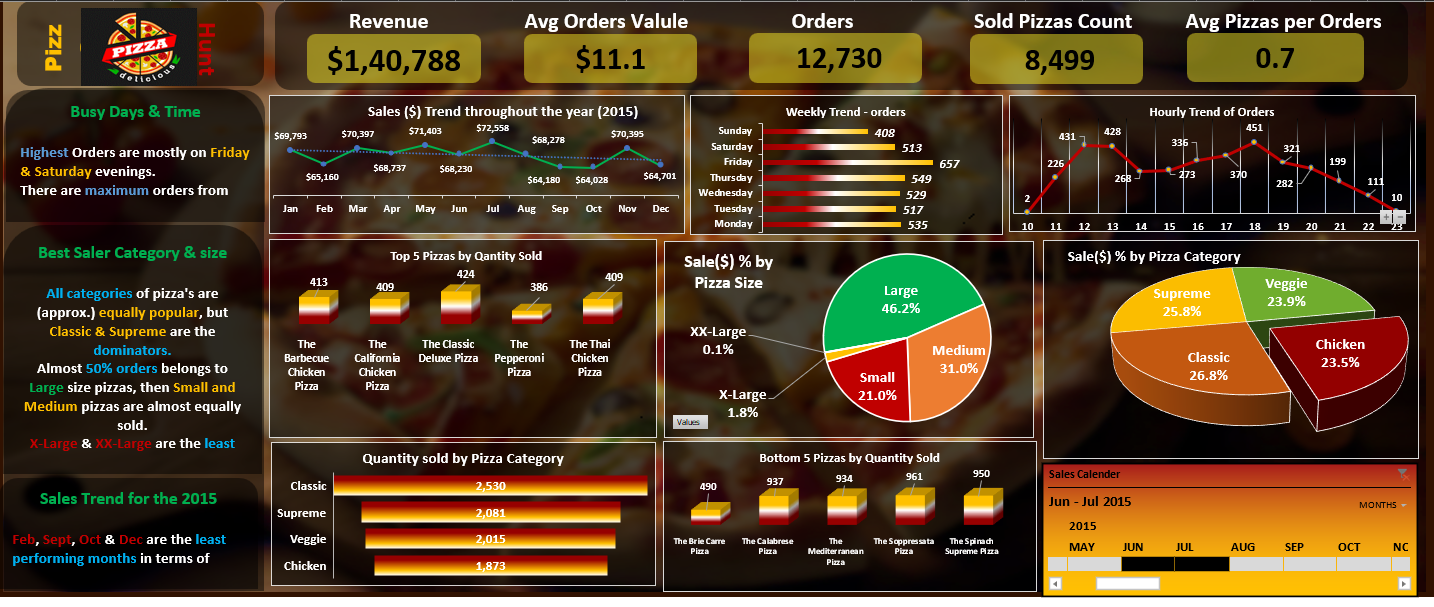 Pizz
Hunt
PIZZA
delicious
Revenue
$1,40,788
Avg Orders Valule
$11.1
Orders
12,730
Sold Pizzas Count
8,499
Avg Pizzas per Orders
0.7
Busy Days & Time
Highest Orders are mostly on Friday
& Saturday evenings.
There are maximum orders from
Best Saler Category & size
All categories of pizza's are
(approx.) equally popular, but
Classic & Supreme are the
dominators.
Almost 50% orders belongs to
Large size pizzas, then Small and
Medium pizzas are almost equally
sold.
X-Large & XX-Large are the least
Sales Trend for the 2015
Feb, Sept, Oct & Dec are the least
performing months in terms of
Sales ($) Trend throughout the year (2015)
$69,793
$65,160
$70,397
$68,737
$71,403
$68,230
$72,558
$68,278
$64,180
$64,028
$70,395
$64,701
Jan Feb Mar Apr May Jun Jul Aug Sep Oct Nov Dec
Weekly Trend - orders
Sunday 408
Saturday 513
Friday 657
Thursday 549
Wednesday 529
Tuesday 517
Monday 535
Hourly Trend of Orders
2
226
431
428
268
273
336
370
451
321
282
199
111
10
10 11 12 13 14 15 16 17 18 19 20 21 22 23
+ -
Top 5 Pizzas by Qantity Sold
413
409
424
386
409
The
Barbecue
Chicken
Pizza
The
California
Chicken
Pizza
The Classic
Deluxe Pizza
The
Pepperoni
Pizza
The Thai
Chicken
Pizza
Sale($) % by
Pizza Size
Large
46.2%
Medium
31.0%
Small
21.0%
X-Large
1.8%
XX-Large
0.1%
Values
Sale($) % by Pizza Category
Supreme
25.8%
Veggie
23.9%
Chicken
23.5%
Classic
26.8%
Quantity sold by Pizza Category
Classic 2,530
Supreme 2,081
Veggie 2,015
Chicken 1,873
Bottom 5 Pizzas by Quantity Sold
490
937
934
961
950
The Brie Carre
Pizza
The Calabrese
Pizza
The
Mediterranean
Pizza
The Soppressata
Pizza
The Spinach
Supreme Pizza
Sales Calender
Jun - Jul 2015
MONTHS
2015
MAY JUN JUL AUG SEP OCT NC